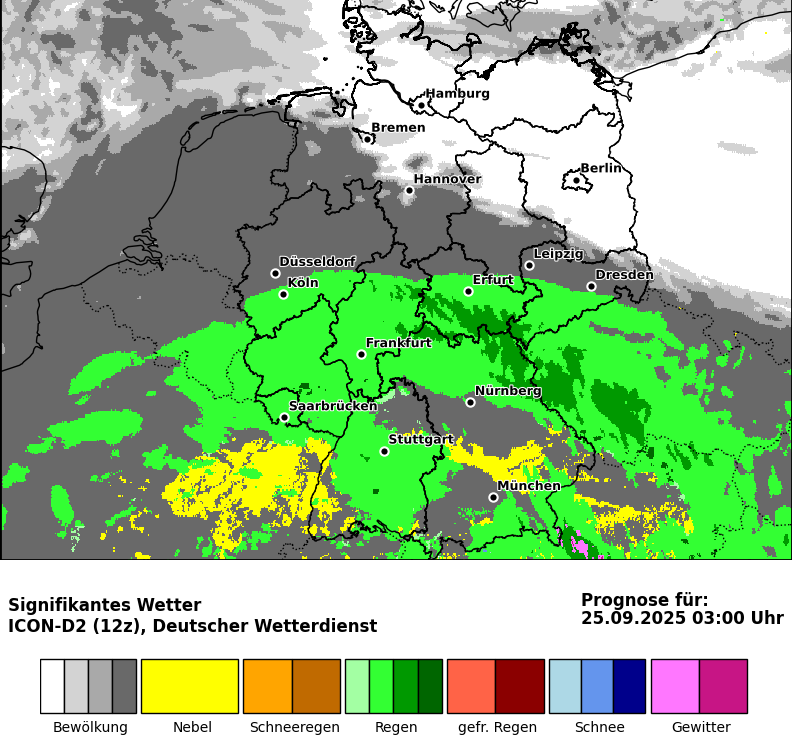 Hamburg
Bremen
Berlin
Hannover
Leipzig
Düsseldorf
Dresden
Köln
Erfurt
Frankfurt
Nürnberg
Saarbrücken
Stuttgart
München
Signifikantes Wetter
ICON-D2 (12z), Deutscher Wetterdienst
Prognose für:
25.09.2025 03:00 Uhr
Bewölkung
Nebel
Schneeregen
Regen
gefr. Regen
Schnee
Gewitter